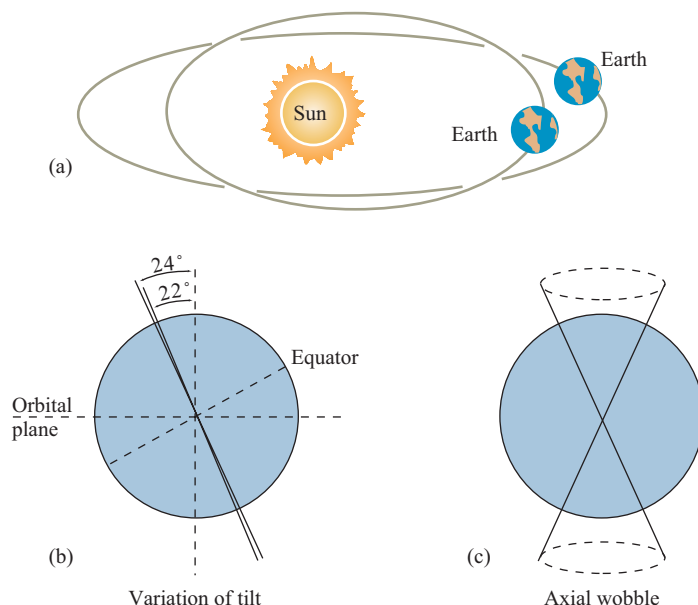 Earth
Sun
Earth
(a)
24°
22°
Equator
Orbital
plane
(b)
(c)
Variation of tilt
Axial wobble